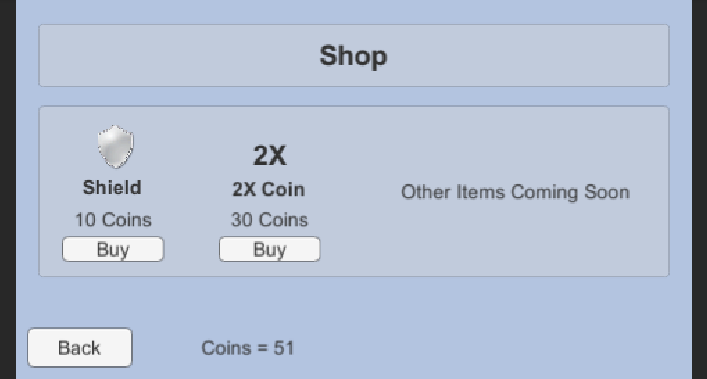 Shop
2X
Shield
2X Coin
Other Items Coming Soon
10 Coins
30 Coins
Buy
Buy
Back
Coins = 51